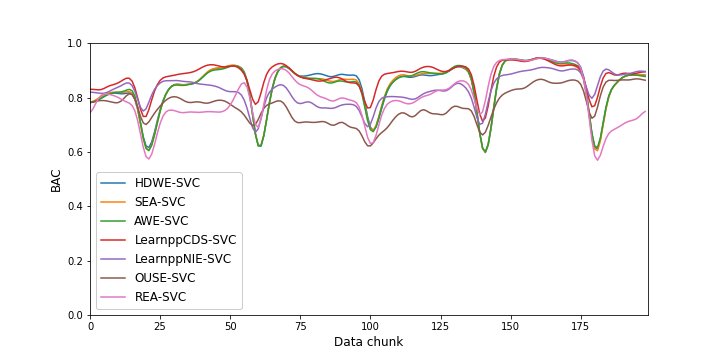 1.0
0.8
0.6
0.4
0.2
0.0
BAC
HDWE-SVC
SEA-SVC
AWE-SVC
LearnppCDS-SVC
LearnppNIE-SVC
OUSE-SVC
REA-SVC
0 25 50 75 100 125 150 175
Data chunk